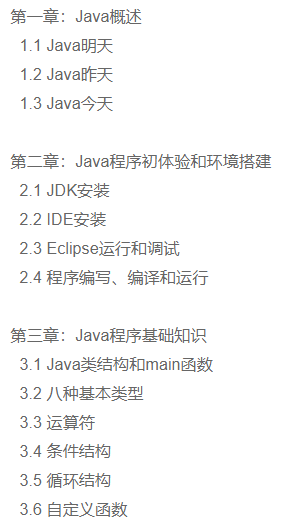 第一章：Java概述
1.1 Java明天
1.2 Java昨天
1.3 Java今天
第二章：Java程序初体验和环境搭建
2.1 JDK安装
2.2 IDE安装
2.3 Eclipse运行和调试
2.4 程序编写、编译和运行
第三章：Java程序基础知识
3.1 Java类结构和main函数
3.2 八种基本类型
3.3 运算符
3.4 条件结构
3.5 循环结构
3.6 自定义函数